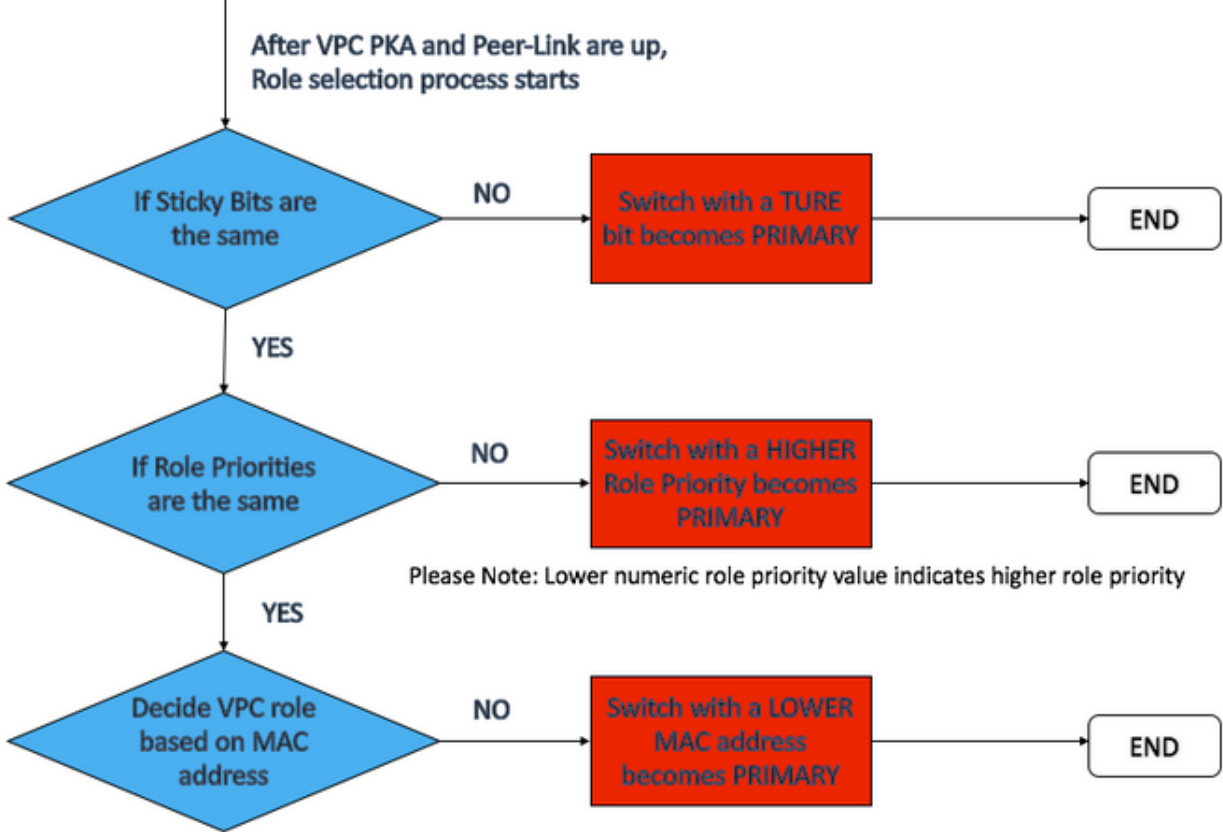 After VPC PKA and Peer-Link are up,
Role selection process starts
If Sticky Bits are
the same
NO
Switch with a TURE
bit becomes PRIMARY
END
YES
If Role Priorities
are the same
NO
Switch with a HIGHER
Role Priority becomes
PRIMARY
END
Please Note: Lower numeric role priority value indicates higher role priority
YES
Decide VPC role
based on MAC
address
NO
Switch with a LOWER
MAC address
becomes PRIMARY
END